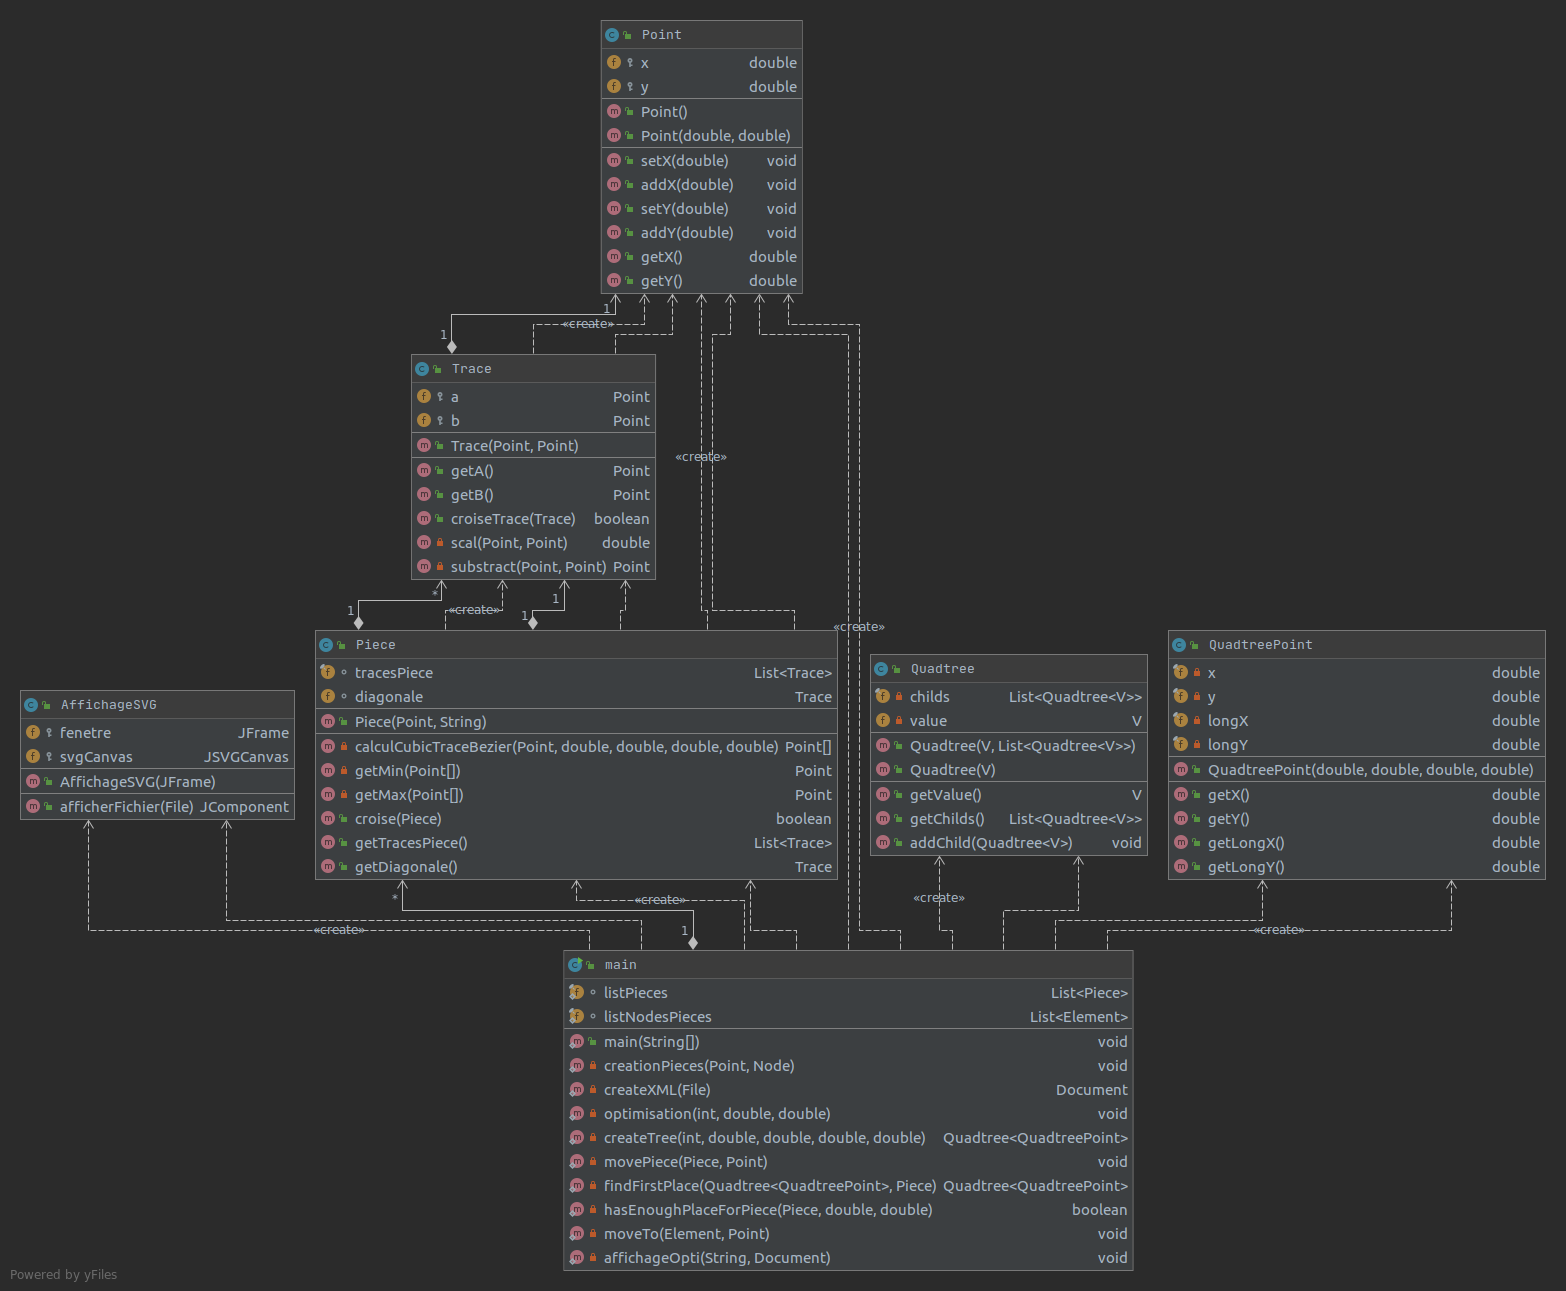 Point
x double
y double
Point()
Point(double, double)
setX(double) void
addX(double) void
setY(double) void
addY(double) void
getX() double
getY() double
1
«create»
1
Trace
a Point
b Point
Trace(Point, Point)
getA() Point
getB() Point
croiseTrace(Trace) boolean
scal(Point, Point) double
substract(Point, Point) Point
«create»
*
1
1
«create»
1
«create»
Piece
tracesPiece List<Trace>
diagonale Trace
Piece(Point, String)
calculCubicTraceBezier(Point, double, double, double, double) Point[]
getMin(Point[]) Point
getMax(Point[]) Point
croise(Piece) boolean
getTracesPiece() List<Trace>
getDiagonale() Trace
AffichageSVG
fenetre JFrame
svgCanvas JSVGCanvas
AffichageSVG(JFrame)
afficherFichier(File) JComponent
Quadtree
childs List<Quadtree<V>>
value V
Quadtree(V, List<Quadtree<V>>)
Quadtree(V)
getValue() V
getChilds() List<Quadtree<V>>
addChild(Quadtree<V>) void
QuadtreePoint
x double
y double
longX double
longY double
QuadtreePoint(double, double, double, double)
getX() double
getY() double
getLongX() double
getLongY() double
*
«create»
«create»
«create»
1
«create»
main
listPieces List<Piece>
listNodesPieces List<Element>
main(String[]) void
creationPieces(Point, Node) void
createXML(File) Document
optimisation(int, double, double) void
createTree(int, double, double, double, double) Quadtree<QuadtreePoint>
movePiece(Piece, Point) void
findFirstPlace(Quadtree<QuadtreePoint>, Piece) Quadtree<QuadtreePoint>
hasEnoughPlaceForPiece(Piece, double, double) boolean
moveTo(Element, Point) void
affichageOpti(String, Document) void
Powered by yFiles